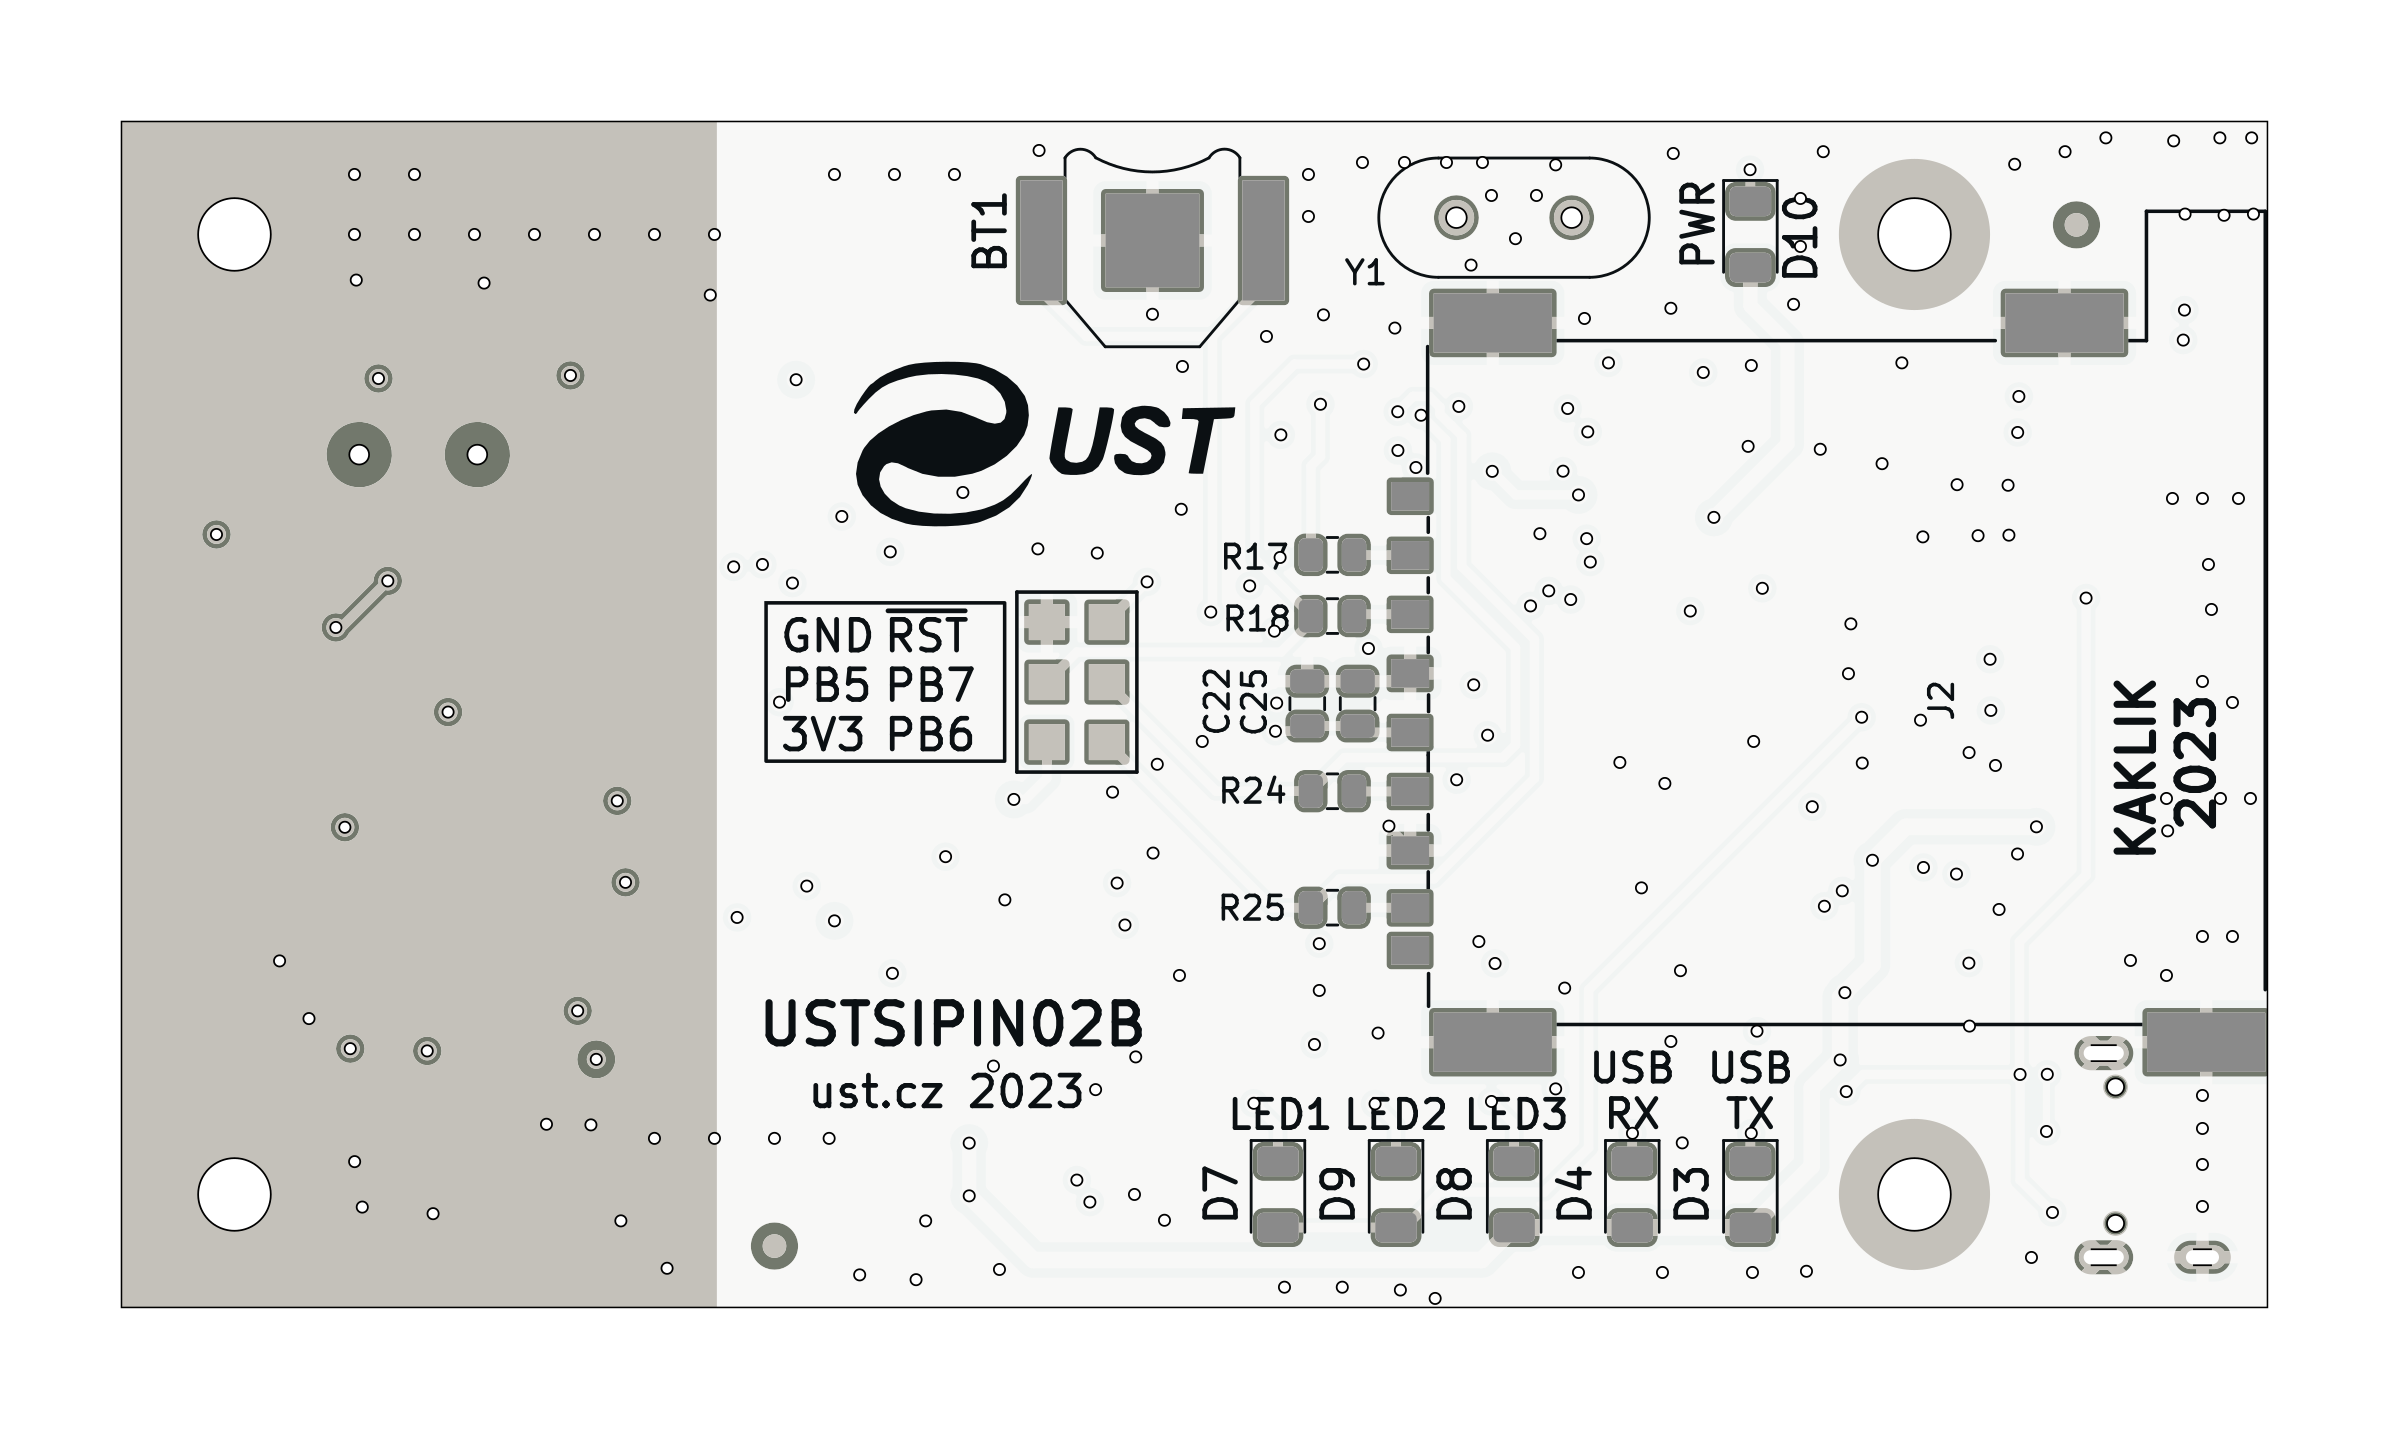 BT1
Y1
PWR
D10
UST
R17
R18
GND RST
PB5 PB7
3V3 PB6
C22
C25
J2
KAKLIK
2023
R24
R25
USTSIPIN02B
ust.cz 2023
LED1 LED2 LED3
USB
RX
USB
TX
D7
D9
D8
D4
D3